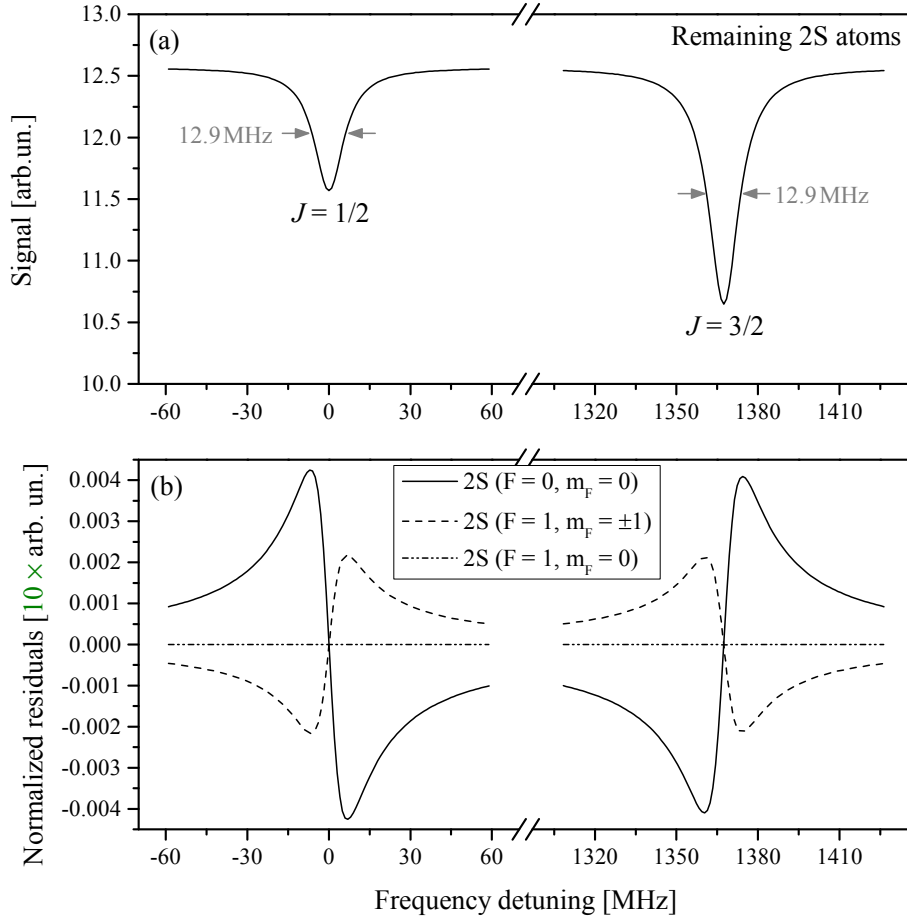 (a)
Remaining 2S atoms
Signal [arb.un.]
13.0
12.5
12.0
11.5
11.0
10.5
10.0
12.9 MHz
J = 1/2
12.9 MHz
J = 3/2
-60 -30 0 30 60 1320 1350 1380 1410
(b)
Normalized residuals [10 × arb. un.]
0.004
0.003
0.002
0.001
0.000
-0.001
-0.002
-0.003
-0.004
2S (F = 0, m_F = 0)
2S (F = 1, m_F = ±1)
2S (F = 1, m_F = 0)
-60 -30 0 30 60 1320 1350 1380 1410
Frequency detuning [MHz]